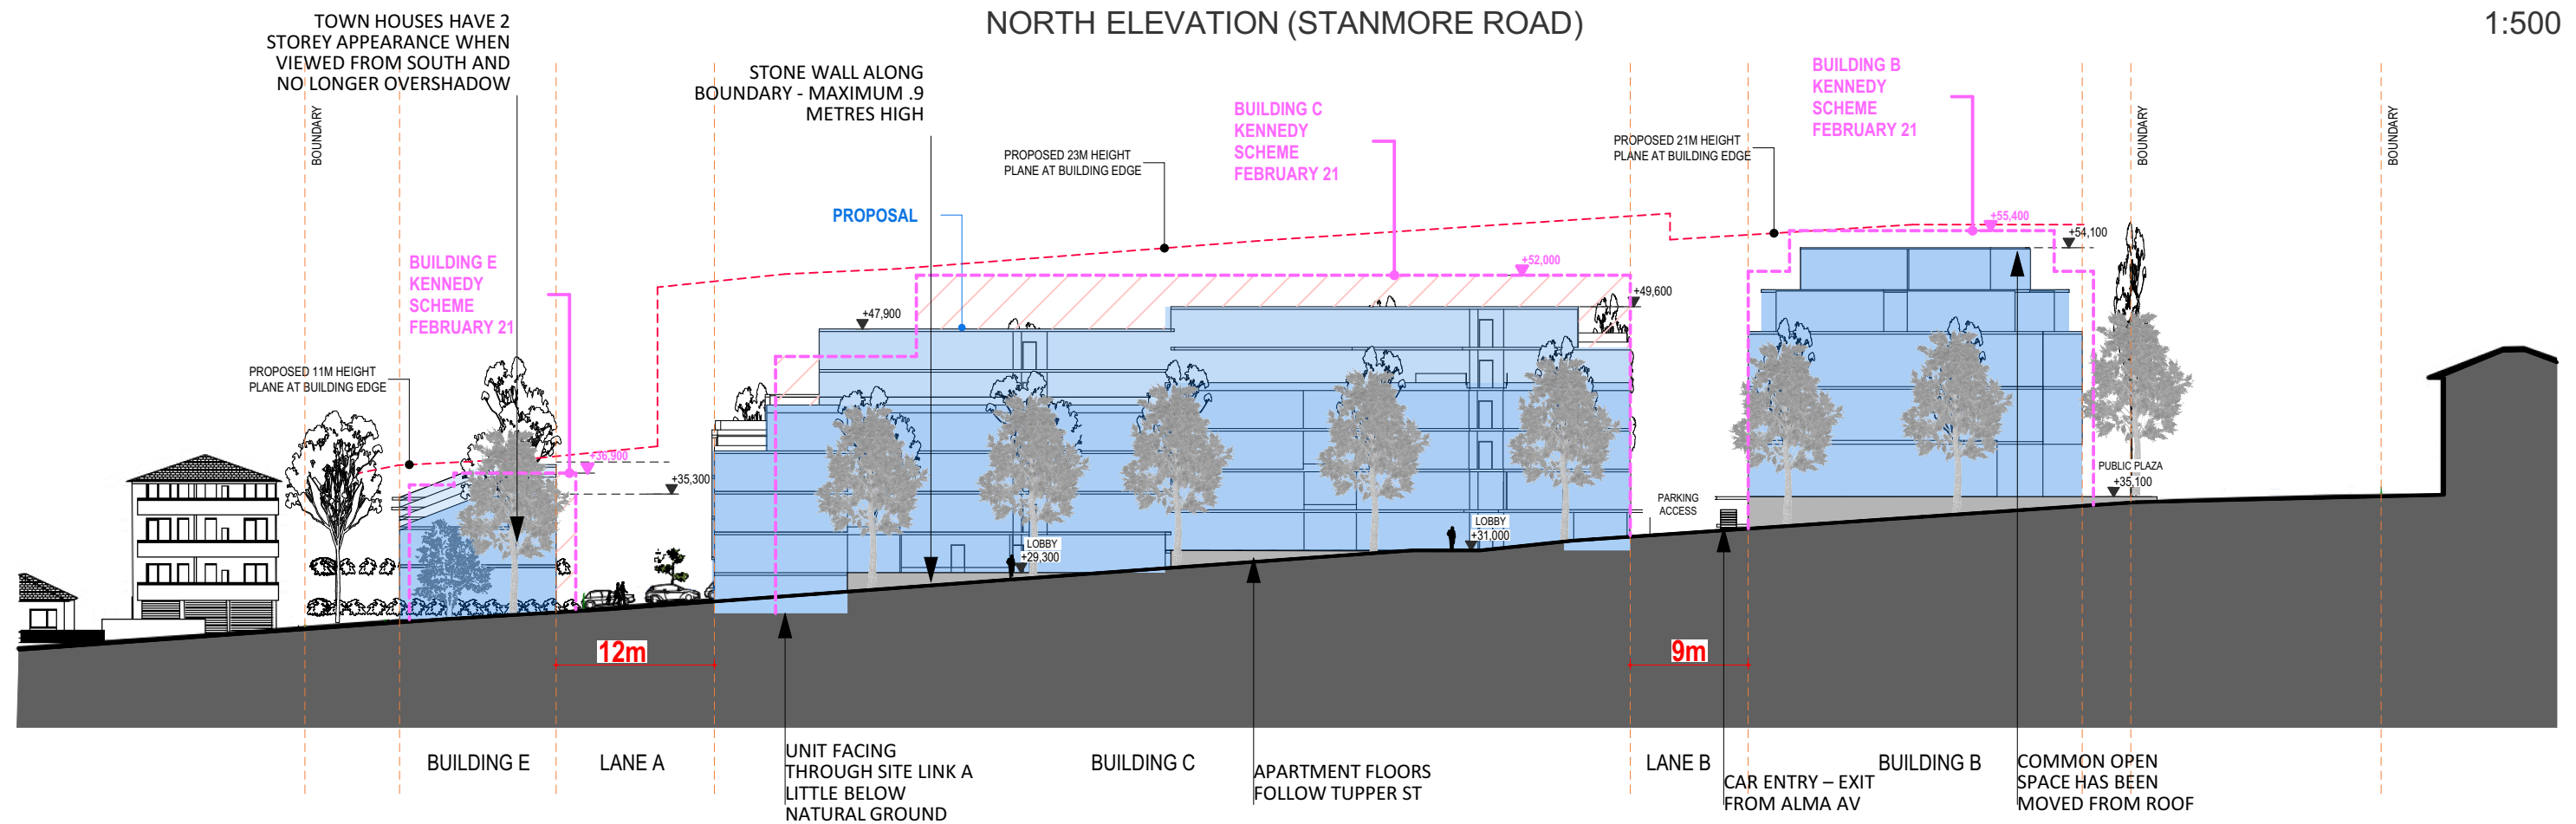 NORTH ELEVATION (STANMORE ROAD)
1:500
TOWN HOUSES HAVE 2
STOREY APPEARANCE WHEN
VIEWED FROM SOUTH AND
NO LONGER OVERSHADOW
STONE WALL ALONG
BOUNDARY - MAXIMUM .9
METRES HIGH
BUILDING C
KENNEDY
SCHEME
FEBRUARY 21
BUILDING B
KENNEDY
SCHEME
FEBRUARY 21
BOUNDARY
BOUNDARY
BOUNDARY
PROPOSED 23M HEIGHT
PLANE AT BUILDING EDGE
PROPOSED 21M HEIGHT
PLANE AT BUILDING EDGE
PROPOSAL
+55,400
+54,100
BUILDING E
KENNEDY
SCHEME
FEBRUARY 21
+52,000
+49,600
+47,900
PROPOSED 11M HEIGHT
PLANE AT BUILDING EDGE
+36,900
+35,300
PUBLIC PLAZA
+35,100
PARKING
ACCESS
LOBBY
+31,000
LOBBY
+29,300
12m
9m
BUILDING E
LANE A
UNIT FACING
THROUGH SITE LINK A
LITTLE BELOW
NATURAL GROUND
BUILDING C
APARTMENT FLOORS
FOLLOW TUPPER ST
LANE B
CAR ENTRY – EXIT
FROM ALMA AV
BUILDING B
COMMON OPEN
SPACE HAS BEEN
MOVED FROM ROOF